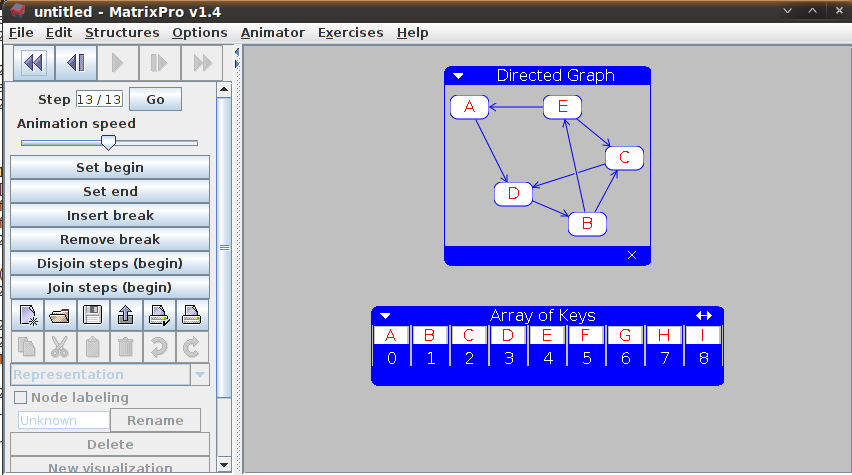 untitled - MatrixPro v1.4
File Edit Structures Options Animator Exercises Help
Step 13 / 13 Go
Animation speed
Set begin
Set end
Insert break
Remove break
Disjoin steps (begin)
Join steps (begin)
Representation
Node labeling
Unknown Rename
Delete
New visualization
Directed Graph
A E
C
D
B
Array of Keys
A B C D E F G H I
0 1 2 3 4 5 6 7 8